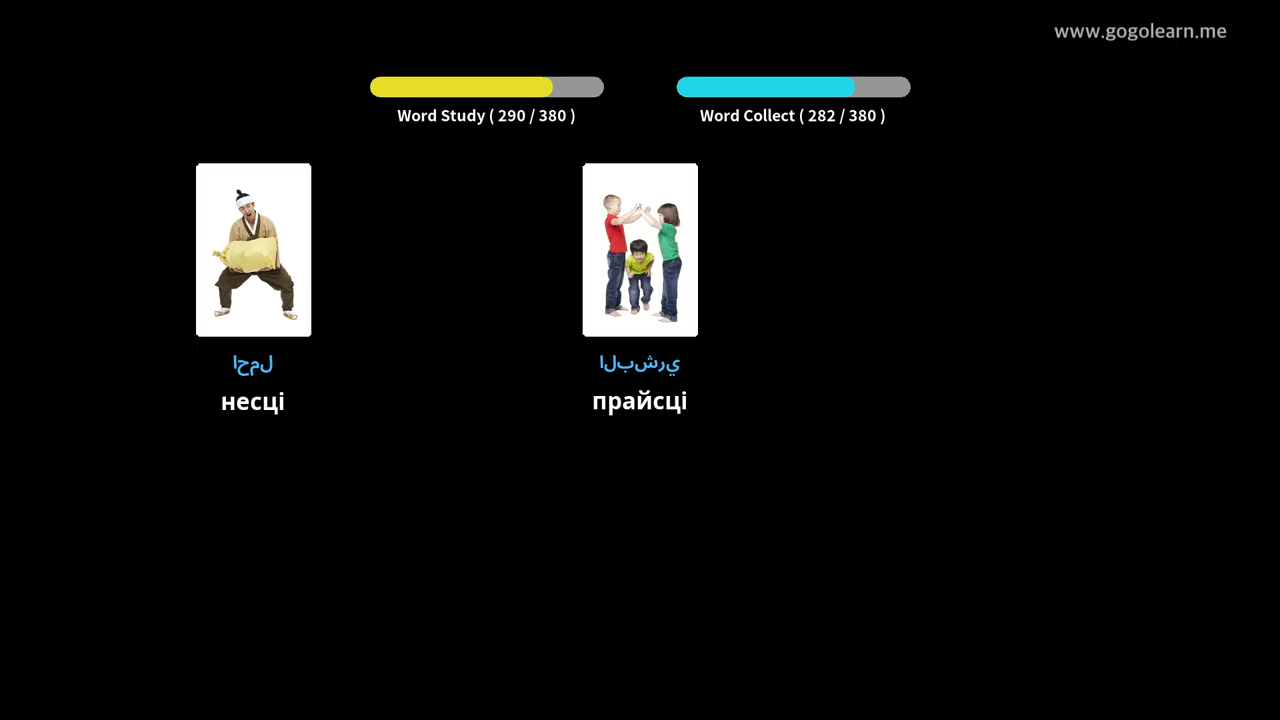 www.gogolearn.me
Word Study ( 290 / 380 )
Word Collect ( 282 / 380 )
احمل
البشري
несці
прайсці